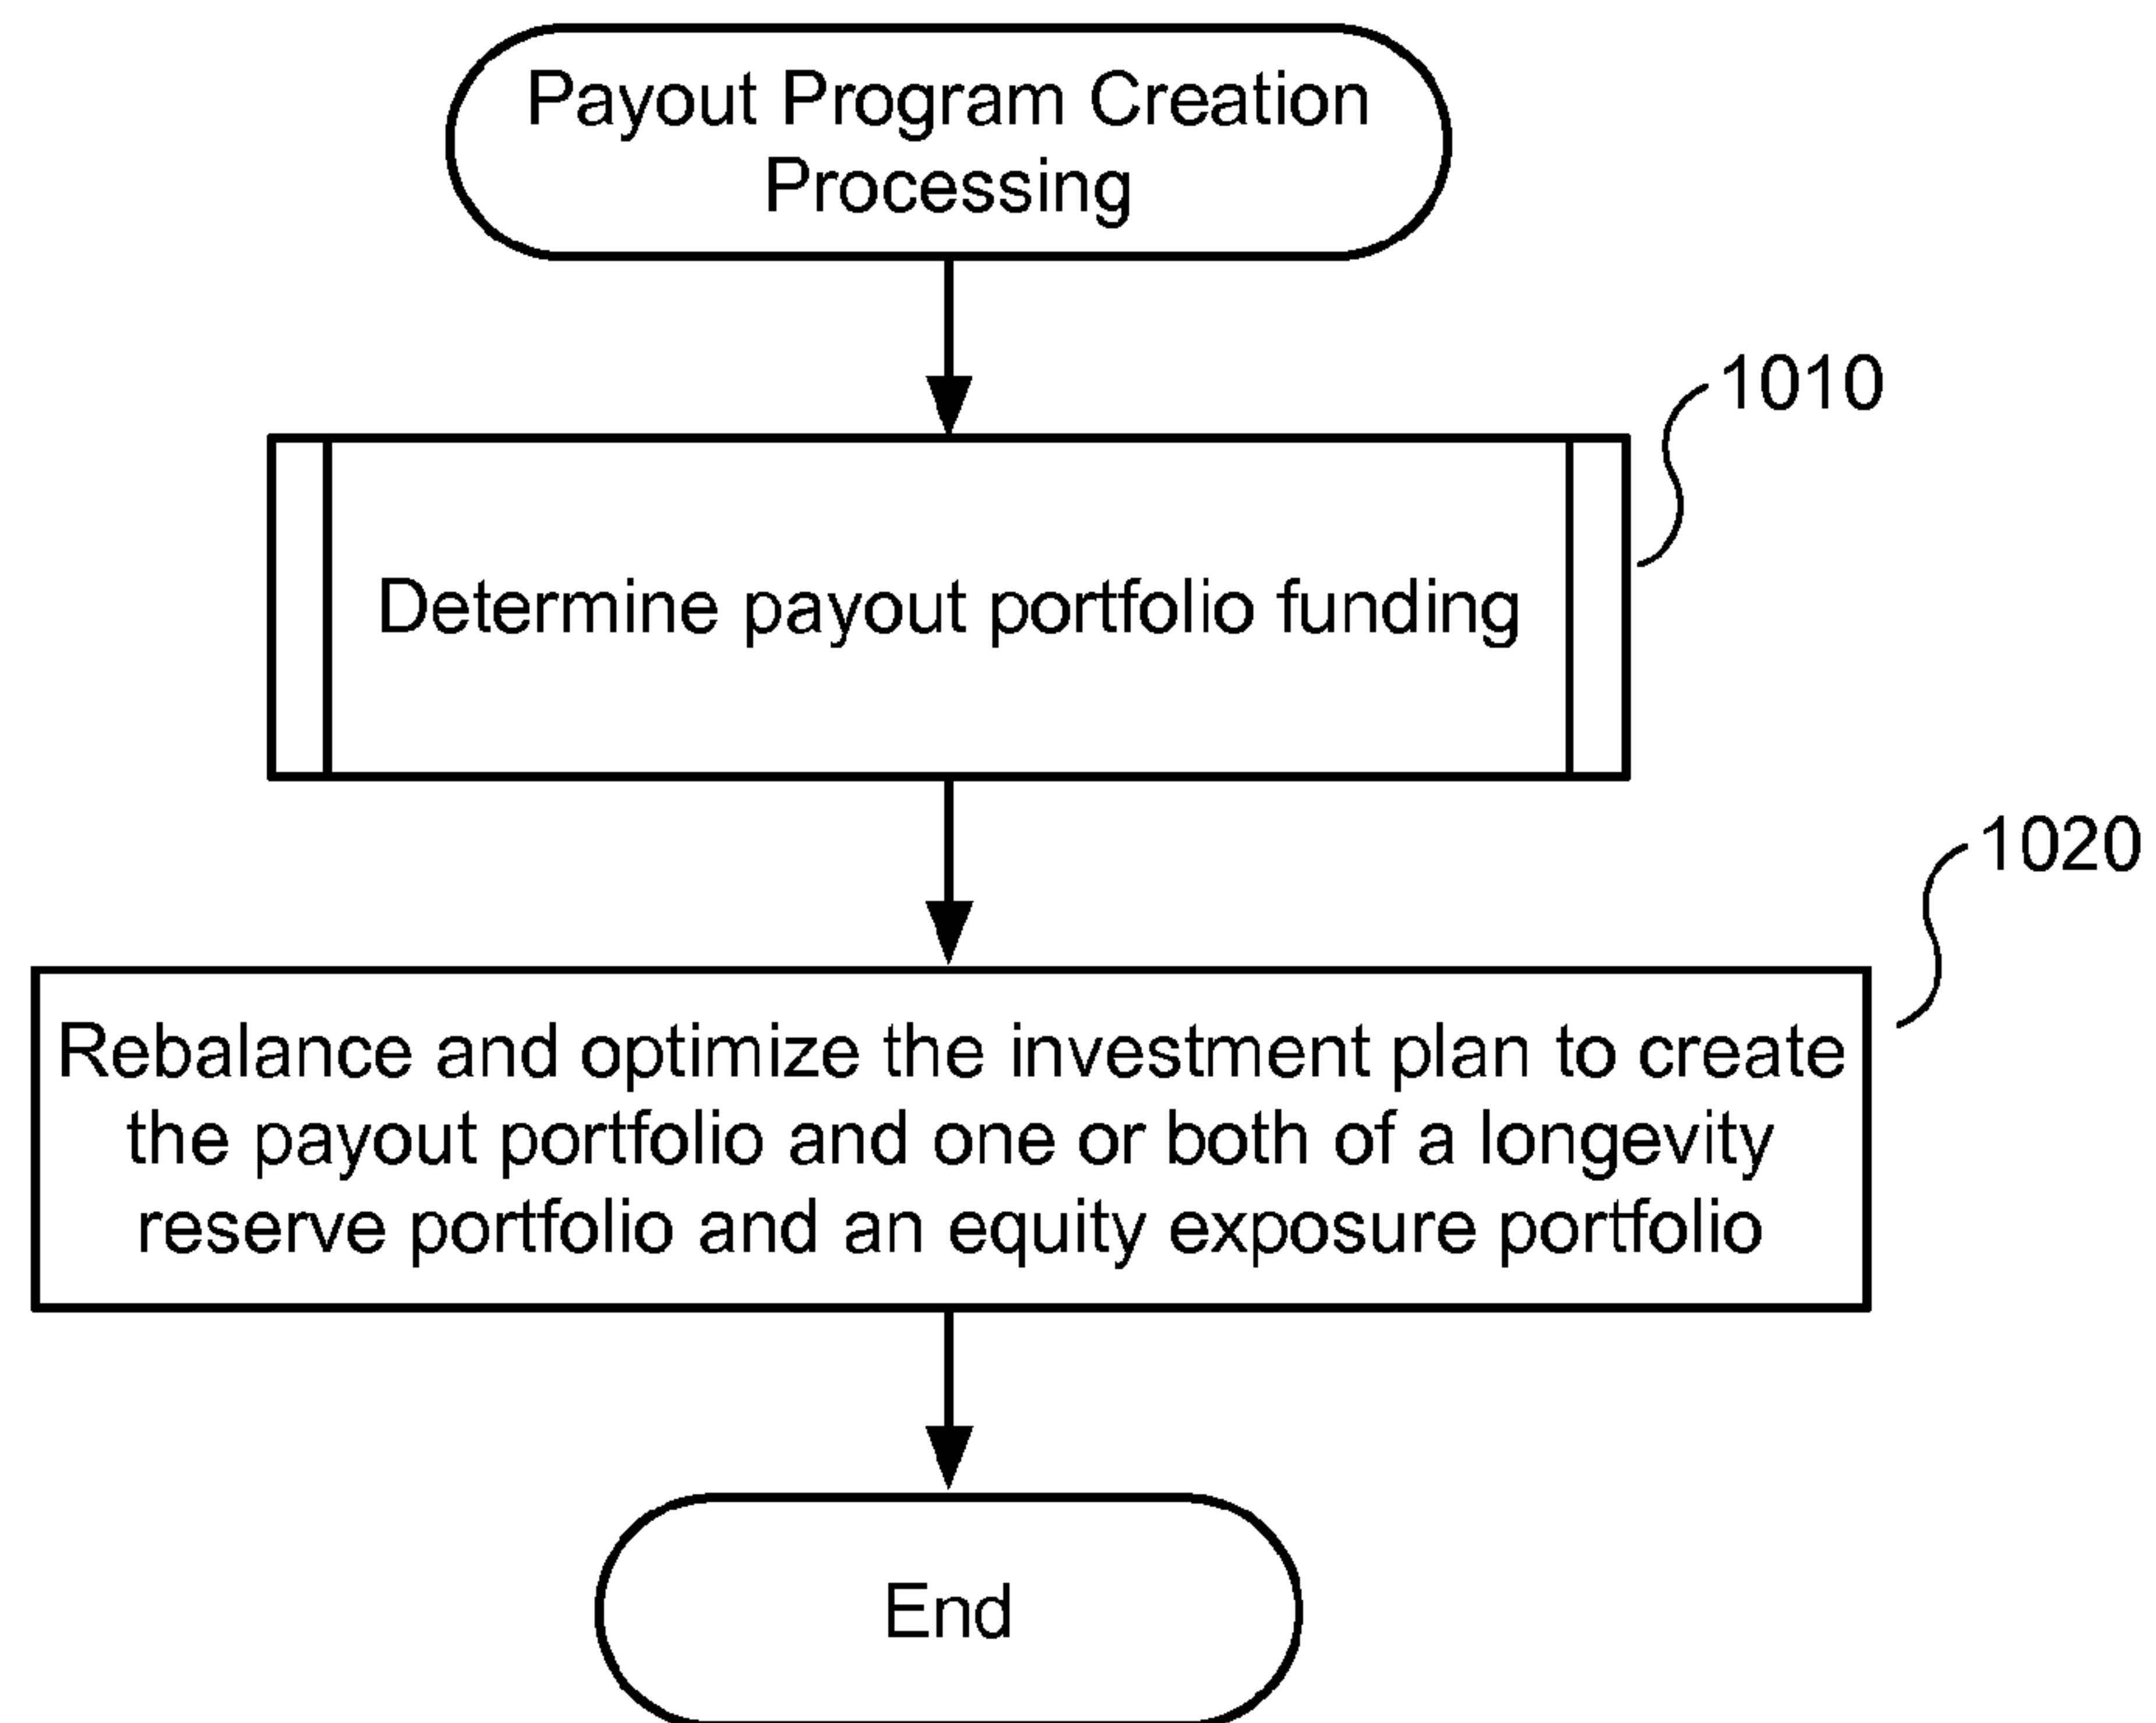 Payout Program Creation
Processing
1010
Determine payout portfolio funding
1020
Rebalance and optimize the investment plan to create
the payout portfolio and one or both of a longevity
reserve portfolio and an equity exposure portfolio
End